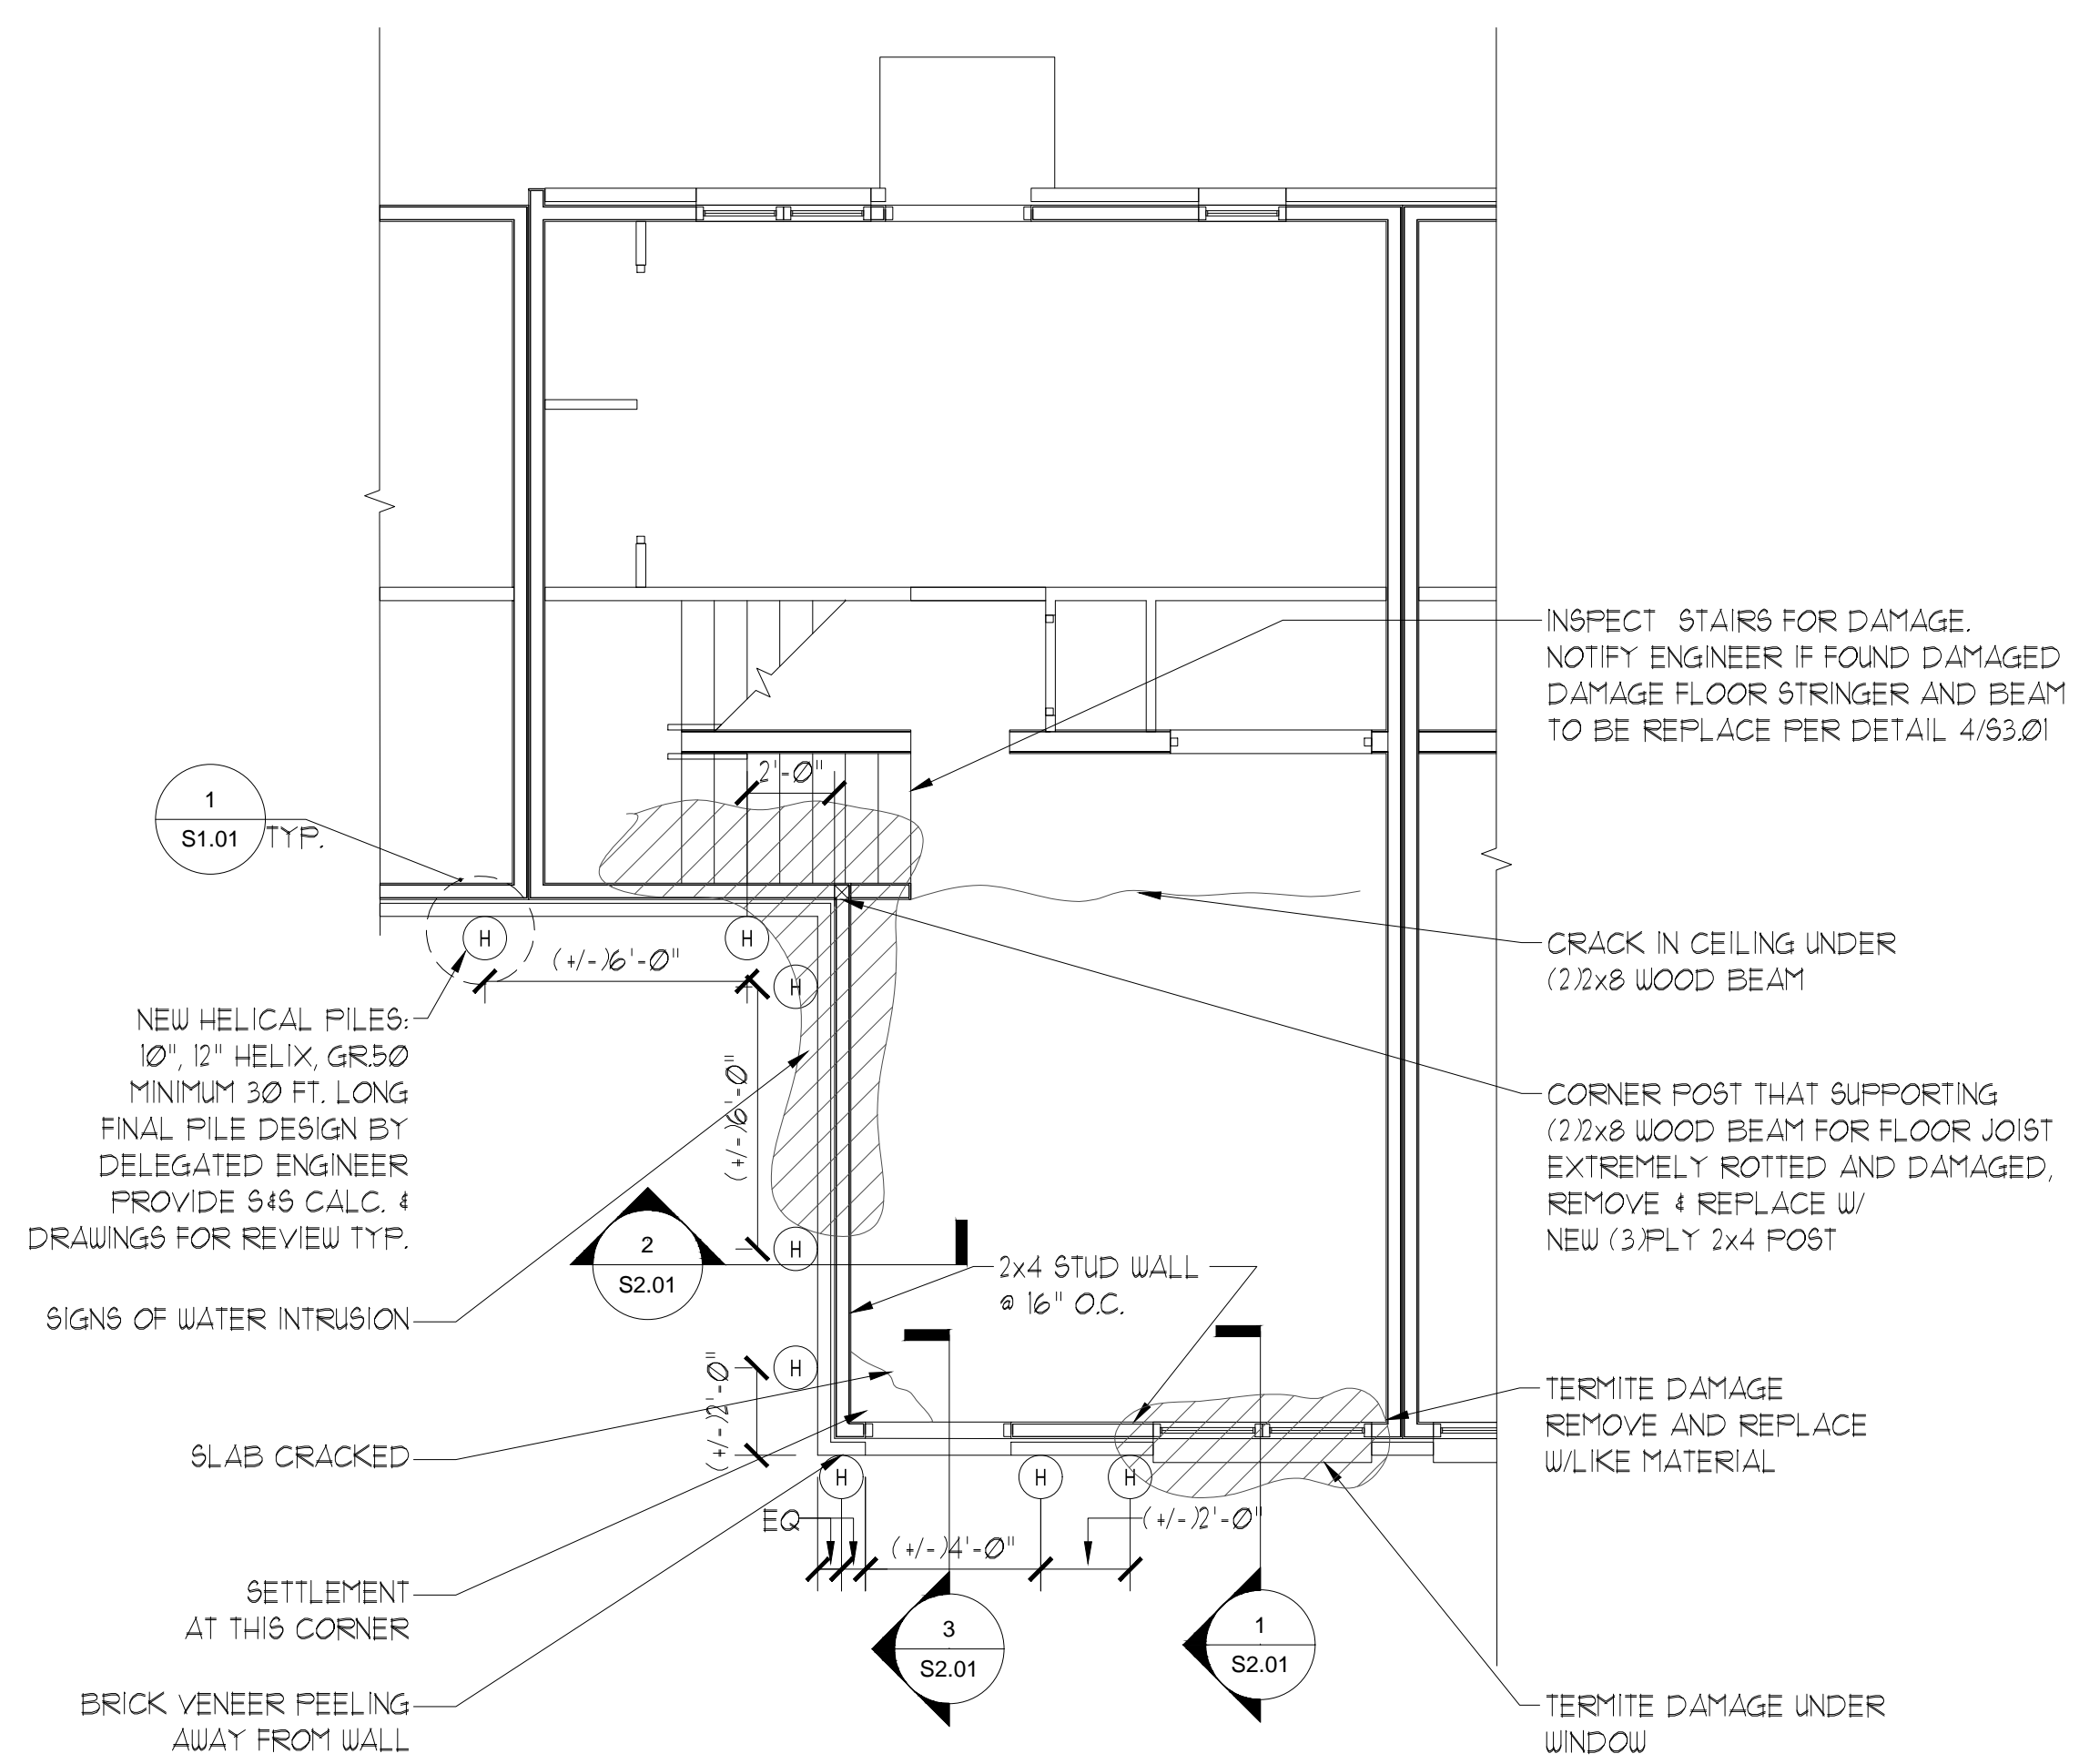 INSPECT STAIRS FOR DAMAGE.
NOTIFY ENGINEER IF FOUND DAMAGED
DAMAGE FLOOR STRINGER AND BEAM
TO BE REPLACE PER DETAIL 4/S3.01
2'-0"
1
S1.01
TYP.
H
H
H
(+/-)6'-0"
CRACK IN CEILING UNDER
(2)2x8 WOOD BEAM
NEW HELICAL PILES:
10", 12" HELIX, GR.50
MINIMUM 30 FT. LONG
FINAL PILE DESIGN BY
DELEGATED ENGINEER
PROVIDE S&S CALC. &
DRAWINGS FOR REVIEW TYP.
(+/-)6'-0"
CORNER POST THAT SUPPORTING
(2)2x8 WOOD BEAM FOR FLOOR JOIST
EXTREMELY ROTTED AND DAMAGED,
REMOVE & REPLACE W/
NEW (3)PLY 2x4 POST
2
S2.01
H
2x4 STUD WALL
@ 16" O.C.
SIGNS OF WATER INTRUSION
H
(+/-)2'-0"
TERMITE DAMAGE
REMOVE AND REPLACE
W/LIKE MATERIAL
SLAB CRACKED
H
H
H
EQ
(+/-)4'-0"
(+/-)2'-0"
SETTLEMENT
AT THIS CORNER
3
S2.01
1
S2.01
BRICK VENEER PEELING
AWAY FROM WALL
TERMITE DAMAGE UNDER
WINDOW